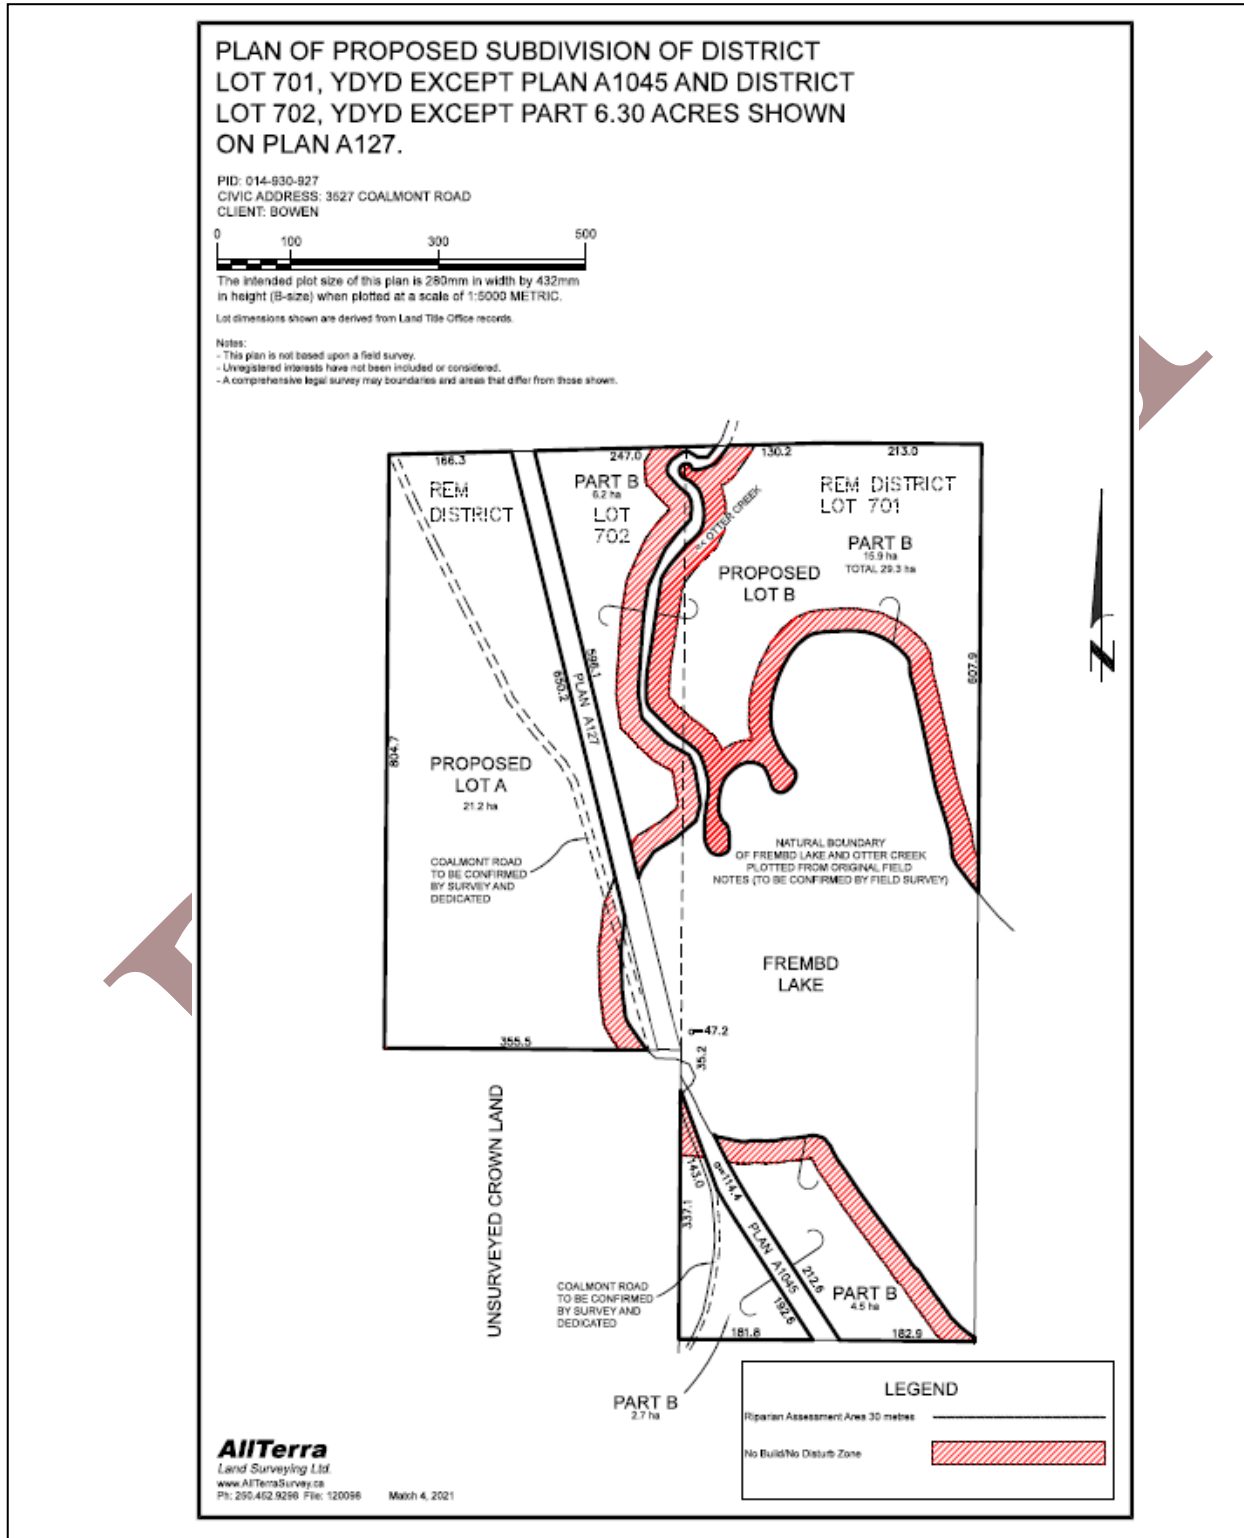 PLAN OF PROPOSED SUBDIVISION OF DISTRICT
LOT 701, YDYD EXCEPT PLAN A1045 AND DISTRICT
LOT 702, YDYD EXCEPT PART 6.30 ACRES SHOWN
ON PLAN A127.
PID: 014-930-927
CIVIC ADDRESS: 3527 COALMONT ROAD
CLIENT: BOWEN
0 100 300 500
The intended plot size of this plan is 280mm in width by 432mm
in height (B-size) when plotted at a scale of 1:5000 METRIC.
Lot dimensions shown are derived from Land Title Office records.
Notes:
- This plan is not based upon a field survey.
- Unregistered interests have not been included or considered.
- A comprehensive legal survey may boundaries and areas that differ from those shown.
166.3
247.0
130.2
213.0
REM
DISTRICT
PART B
6.2 ha
LOT
702
OTTER CREEK
REM DISTRICT
LOT 701
PART B
15.9 ha
TOTAL 29.3 ha
PROPOSED
LOT B
N
596.1
650.2
PLAN A127
607.9
804.7
PROPOSED
LOT A
21.2 ha
COALMONT ROAD
TO BE CONFIRMED
BY SURVEY AND
DEDICATED
NATURAL BOUNDARY
OF FREMBD LAKE AND OTTER CREEK
PLOTTED FROM ORIGINAL FIELD
NOTES (TO BE CONFIRMED BY FIELD SURVEY)
FREMBD
LAKE
355.5
a=47.2
35.2
UNSURVEYED CROWN LAND
143.0
a=114.4
337.1
PLAN A1045
212.6
192.6
COALMONT ROAD
TO BE CONFIRMED
BY SURVEY AND
DEDICATED
PART B
4.5 ha
181.8
182.9
PART B
2.7 ha
LEGEND
Riparian Assessment Area 30 metres
No Build/No Disturb Zone
AllTerra
Land Surveying Ltd.
www.AllTerraSurvey.ca
Ph: 250.462.9298 File: 120098 March 4, 2021